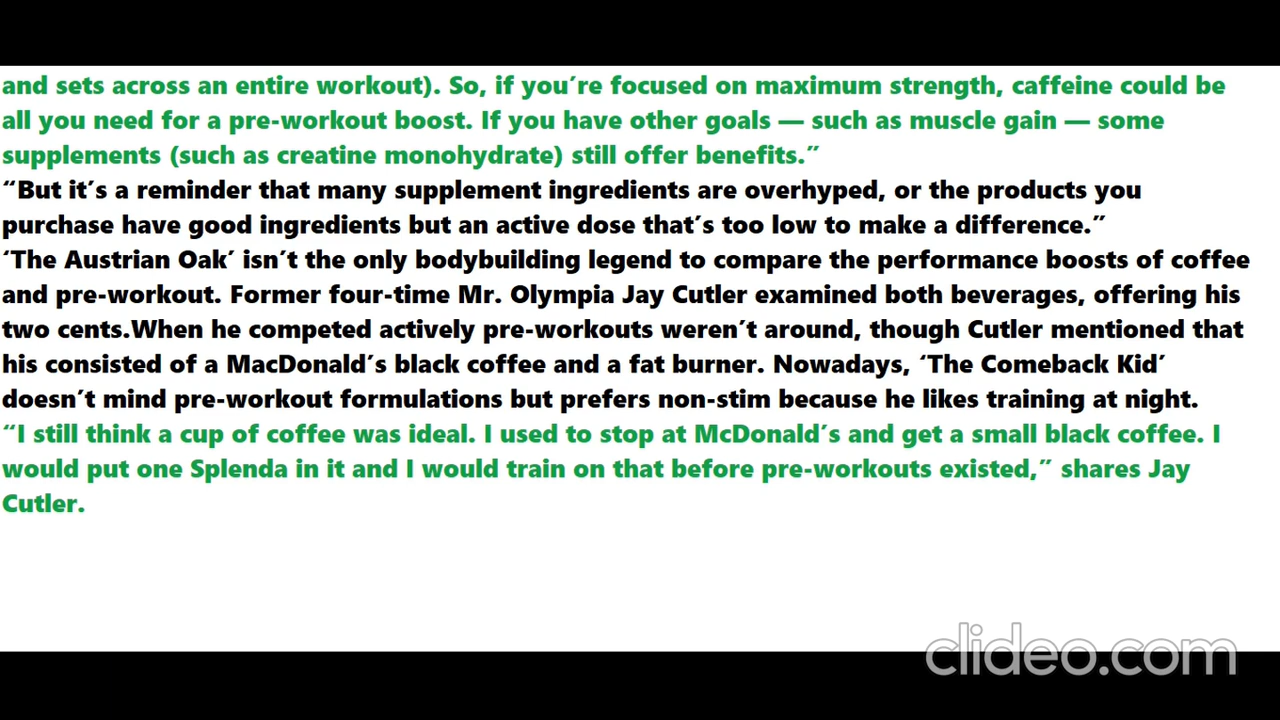 and sets across an entire workout). So, if you’re focused on maximum strength, caffeine could be
all you need for a pre-workout boost. If you have other goals — such as muscle gain — some
supplements (such as creatine monohydrate) still offer benefits.”
“But it’s a reminder that many supplement ingredients are overhyped, or the products you
purchase have good ingredients but an active dose that’s too low to make a difference.”
‘The Austrian Oak’ isn’t the only bodybuilding legend to compare the performance boosts of coffee
and pre-workout. Former four-time Mr. Olympia Jay Cutler examined both beverages, offering his
two cents.When he competed actively pre-workouts weren’t around, though Cutler mentioned that
his consisted of a MacDonald’s black coffee and a fat burner. Nowadays, ‘The Comeback Kid’
doesn’t mind pre-workout formulations but prefers non-stim because he likes training at night.
“I still think a cup of coffee was ideal. I used to stop at McDonald’s and get a small black coffee. I
would put one Splenda in it and I would train on that before pre-workouts existed,” shares Jay
Cutler.
clideo.com